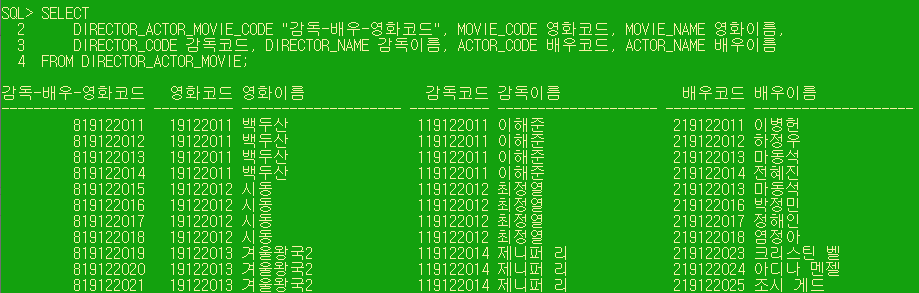 SQL> SELECT
2 DIRECTOR_ACTOR_MOVIE_CODE "감독-배우-영화코드", MOVIE_CODE 영화코드, MOVIE_NAME 영화이름,
3 DIRECTOR_CODE 감독코드, DIRECTOR_NAME 감독이름, ACTOR_CODE 배우코드, ACTOR_NAME 배우이름
4 FROM DIRECTOR_ACTOR_MOVIE;
감독-배우-영화코드 영화코드 영화이름 감독코드 감독이름 배우코드 배우이름
819122011 19122011 백두산 119122011 이해준 219122011 이병헌
819122012 19122011 백두산 119122011 이해준 219122012 하정우
819122013 19122011 백두산 119122011 이해준 219122013 마동석
819122014 19122011 백두산 119122011 이해준 219122014 전혜진
819122015 19122012 시동 119122012 최정열 219122013 마동석
819122016 19122012 시동 119122012 최정열 219122016 박정민
819122017 19122012 시동 119122012 최정열 219122017 정해인
819122018 19122012 시동 119122012 최정열 219122018 염정아
819122019 19122013 겨울왕국2 119122014 제니퍼 리 219122023 크리스틴 벨
819122020 19122013 겨울왕국2 119122014 제니퍼 리 219122024 이디나 멘젤
819122021 19122013 겨울왕국2 119122014 제니퍼 리 219122025 조시 게드